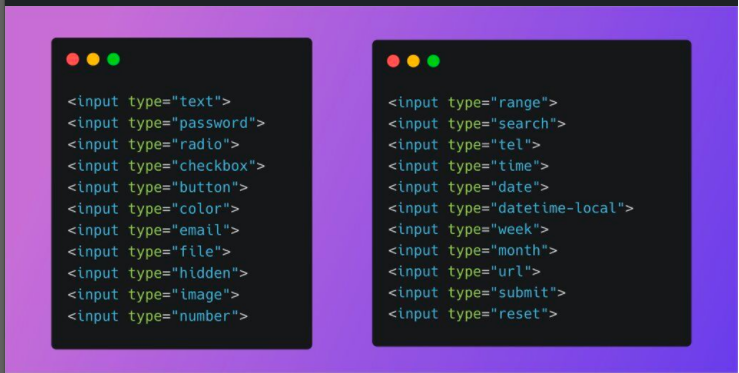 <input type="text">
<input type="password">
<input type="radio">
<input type="checkbox">
<input type="button">
<input type="color">
<input type="email">
<input type="file">
<input type="hidden">
<input type="image">
<input type="number">
<input type="range">
<input type="search">
<input type="tel">
<input type="time">
<input type="date">
<input type="datetime-local">
<input type="week">
<input type="month">
<input type="url">
<input type="submit">
<input type="reset">